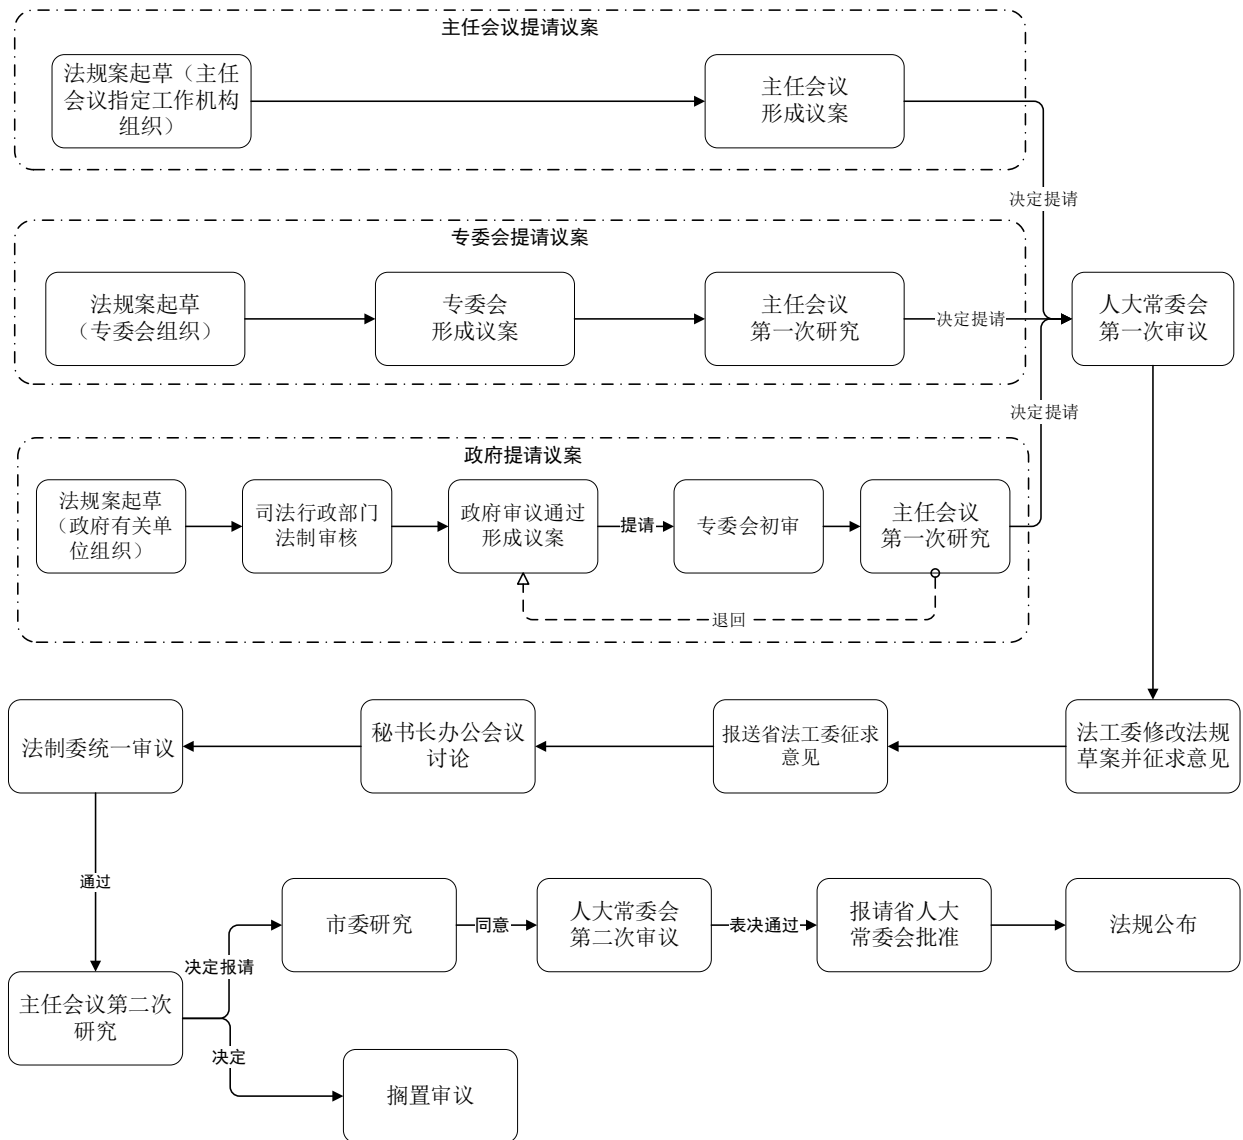 主任会议提请议案
法规案起草（主任
会议指定工作机构
组织）
主任会议
形成议案
决定提请
专委会提请议案
法规案起草
（专委会组织）
专委会
形成议案
主任会议
第一次研究
决定提请
人大常委会
第一次审议
决定提请
政府提请议案
法规案起草
（政府有关单
位组织）
司法行政部门
法制审核
政府审议通过
形成议案
提请
专委会初审
主任会议
第一次研究
退回
法制委统一审议
秘书长办公会议
讨论
报送省法工委征求
意见
法工委修改法规
草案并征求意见
通过
市委研究
同意
人大常委会
第二次审议
表决通过
报请省人大
常委会批准
法规公布
决定报请
主任会议第二次
研究
决定
搁置审议